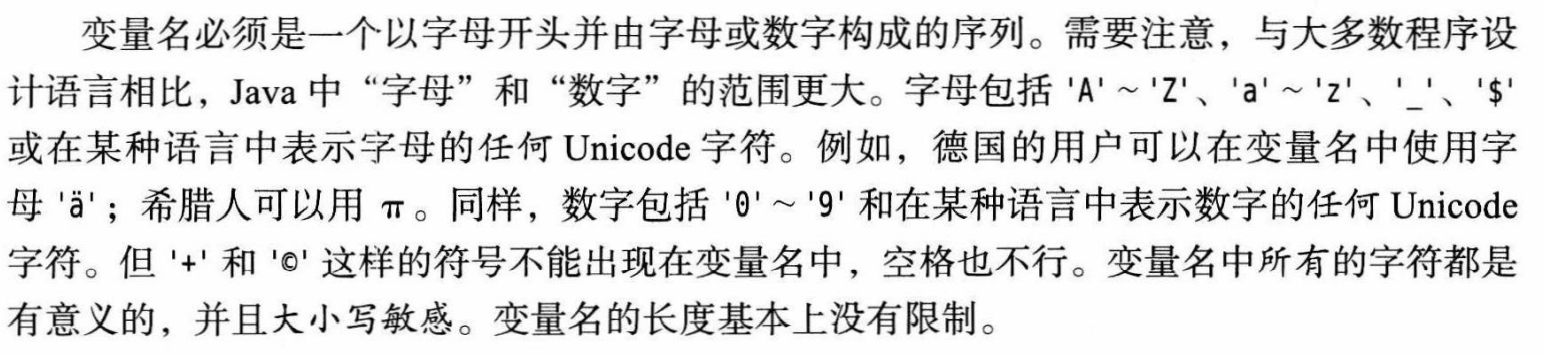 变量名必须是一个以字母开头并由字母或数字构成的序列。需要注意，与大多数程序设
计语言相比，Java 中“字母”和“数字”的范围更大。字母包括 'A' ~ 'Z'、'a' ~ 'z'、'_'、'$'
或在某种语言中表示字母的任何 Unicode 字符。例如，德国的用户可以在变量名中使用字
母 'ä'；希腊人可以用 π。同样，数字包括 '0' ~ '9' 和在某种语言中表示数字的任何 Unicode
字符。但 '+' 和 '©' 这样的符号不能出现在变量名中，空格也不行。变量名中所有的字符都是
有意义的，并且大小写敏感。变量名的长度基本上没有限制。